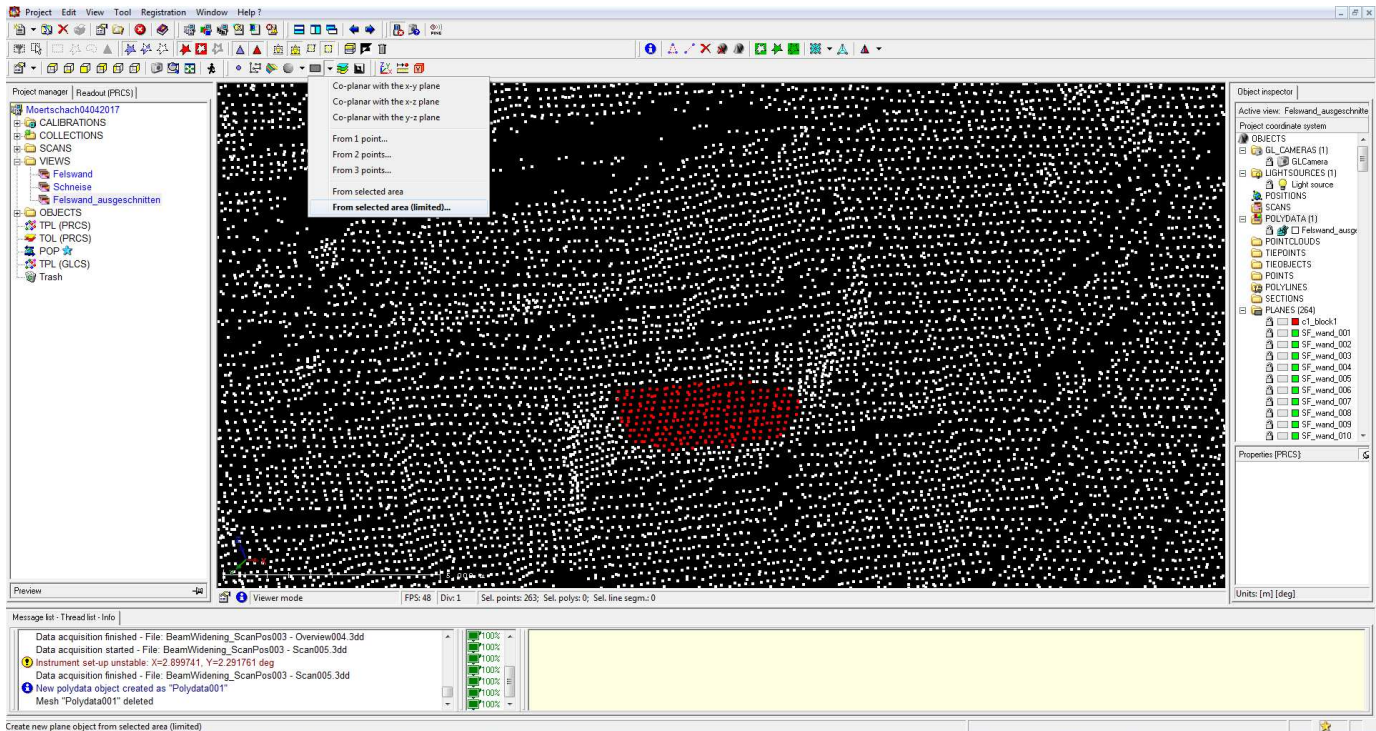 Project Edit View Tool Registration Window Help ?
Project manager
Readout (PRCS)
Moertschach04042017
CALIBRATIONS
COLLECTIONS
SCANS
VIEWS
Felswand
Schneise
Felswand_ausgeschnitten
OBJECTS
TPL (PRCS)
TOL (PRCS)
POP
TPL (GLCS)
Trash
Preview
Co-planar with the x-y plane
Co-planar with the x-z plane
Co-planar with the y-z plane
From 1 point...
From 2 points...
From 3 points...
From selected area
From selected area (limited)...
Viewer mode
FPS: 48
Div: 1
Sel. points: 263; Sel. polys: 0; Sel. line segm.: 0
Object inspector
Active view: Felswand_ausgeschnitte
Project coordinate system
OBJECTS
GL_CAMERAS (1)
GLCamera
LIGHTSOURCES (1)
Light source
POSITIONS
SCANS
POLYDATA (1)
Felswand_ausge
POINTCLOUDS
TIEPOINTS
TIEOBJECTS
POINTS
POLYLINES
SECTIONS
PLANES (264)
c1_block1
SF_wand_001
SF_wand_002
SF_wand_003
SF_wand_004
SF_wand_005
SF_wand_006
SF_wand_007
SF_wand_008
SF_wand_009
SF_wand_010
Properties [PRCS]:
Units: [m] [deg]
Message list - Thread list - Info
Data acquisition finished - File: BeamWidening_ScanPos003 - Overview004.3dd
Data acquisition started - File: BeamWidening_ScanPos003 - Scan005.3dd
Instrument set-up unstable: X=2.899741, Y=2.291761 deg
Data acquisition finished - File: BeamWidening_ScanPos003 - Scan005.3dd
New polydata object created as "Polydata001"
Mesh "Polydata001" deleted
100%
100%
100%
100%
100%
100%
100%
Create new plane object from selected area (limited)